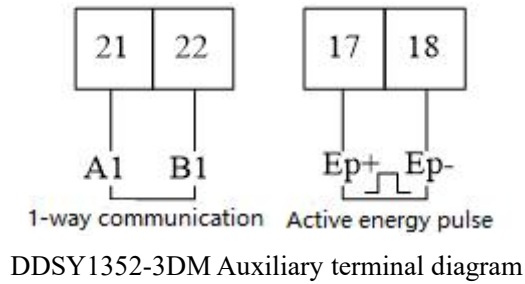 21 22 17 18
A1 B1 Ep+ Ep-
1-way communication Active energy pulse
DDSY1352-3DM Auxiliary terminal diagram